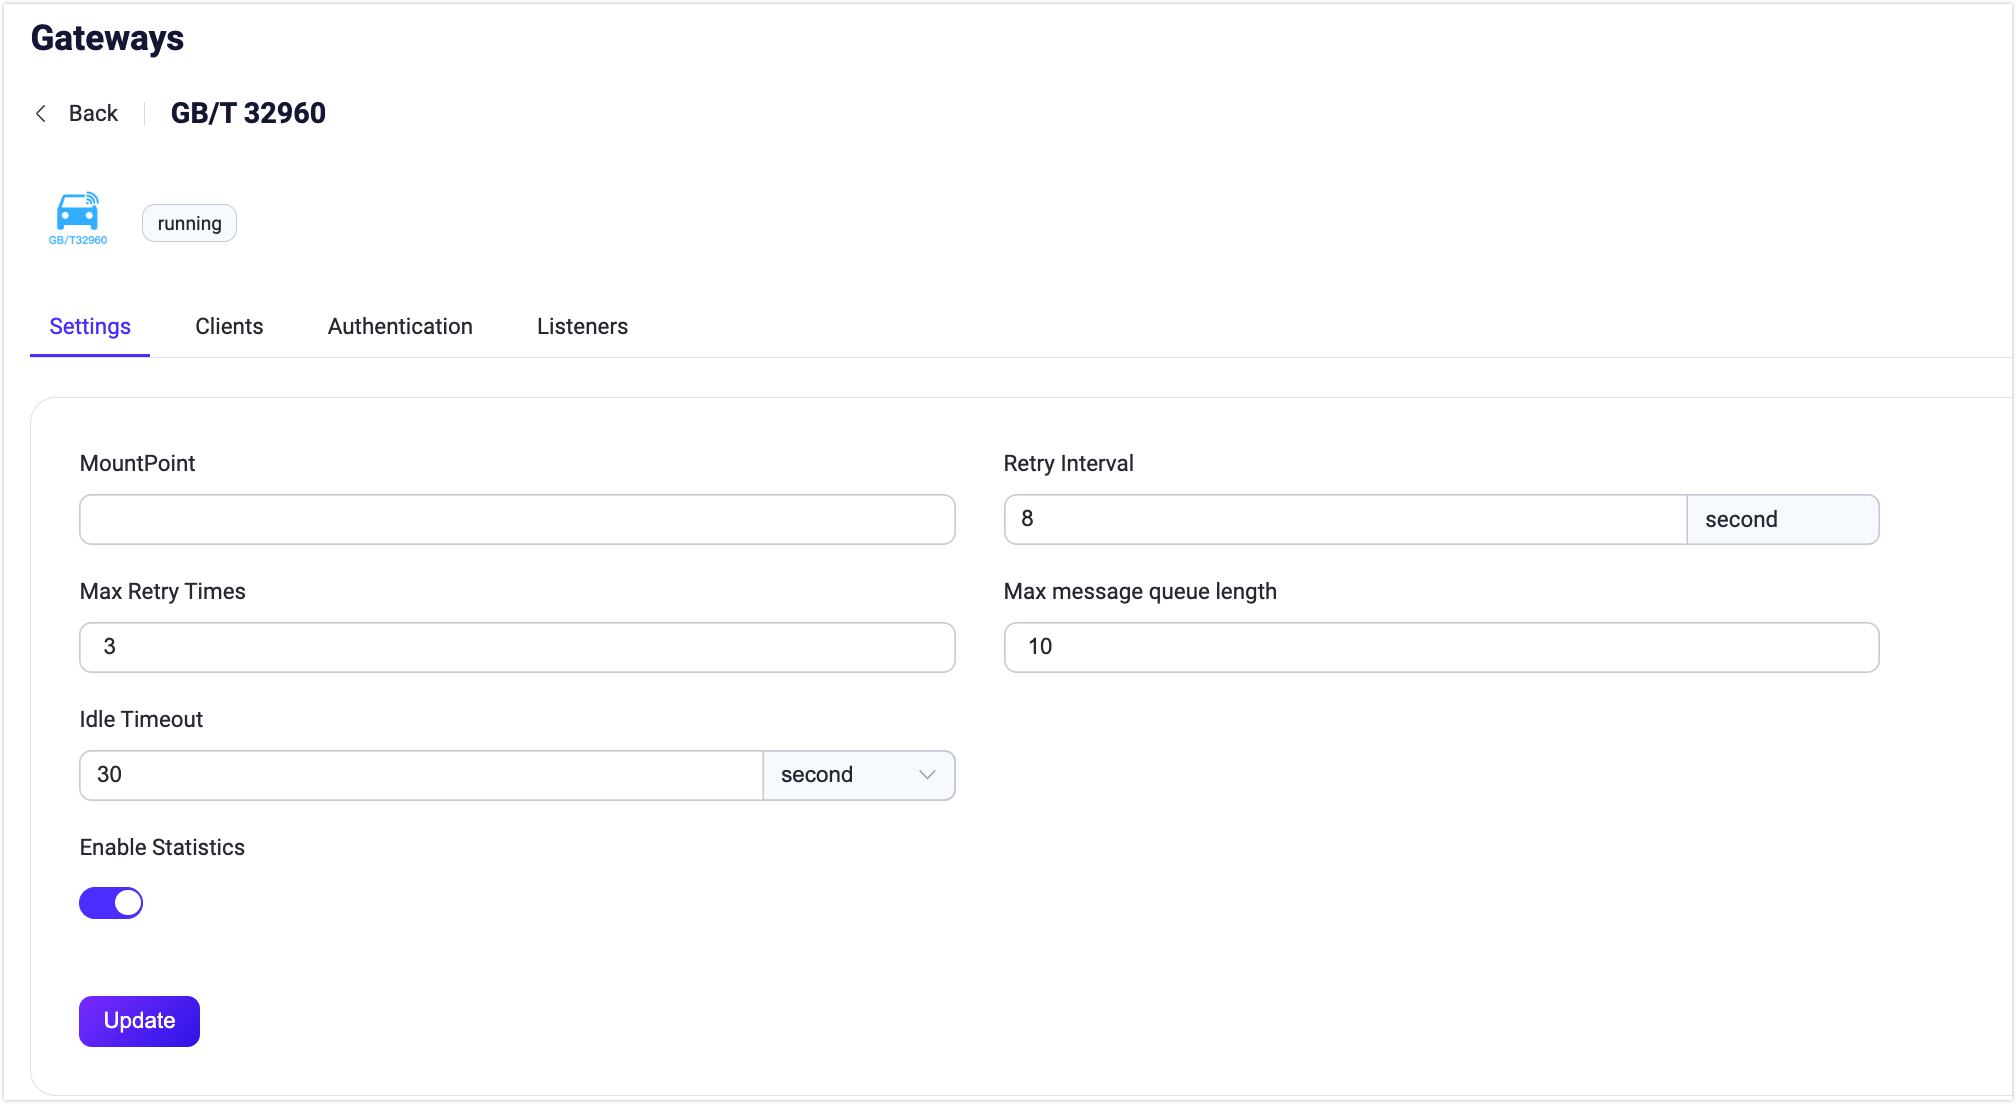 Gateways
Back
GB/T 32960
GB/T32960
running
Settings
Clients
Authentication
Listeners
MountPoint
Retry Interval
8
second
Max Retry Times
Max message queue length
3
10
Idle Timeout
30
second
Enable Statistics
Update